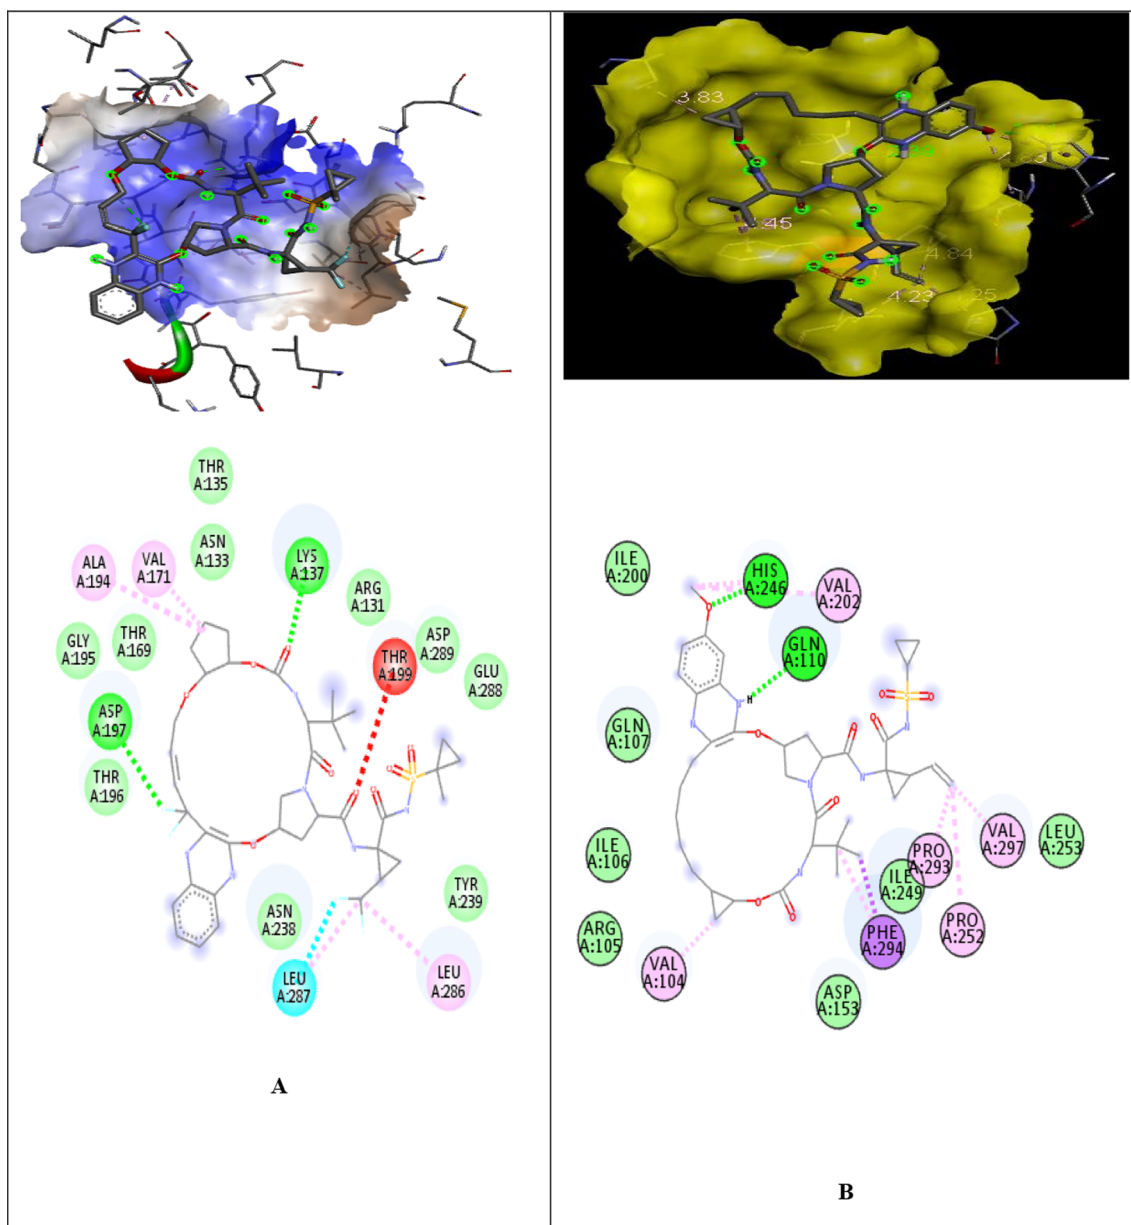 3.83
.45
4.84
4.23
.25
THR
A:135
ASN
A:133
LYS
A:137
ALA
A:194
VAL
A:171
ARG
A:131
GLY
A:195
THR
A:169
ASP
A:289
THR
A:199
GLU
A:288
ASP
A:197
THR
A:196
ASN
A:238
TYR
A:239
LEU
A:287
LEU
A:286
A
ILE
A:200
HIS
A:246
VAL
A:202
GLN
A:110
H
GLN
A:107
ILE
A:106
ARG
A:105
VAL
A:104
PRO
A:293
ILE
A:249
VAL
A:297
LEU
A:253
PHE
A:294
PRO
A:252
ASP
A:153
B